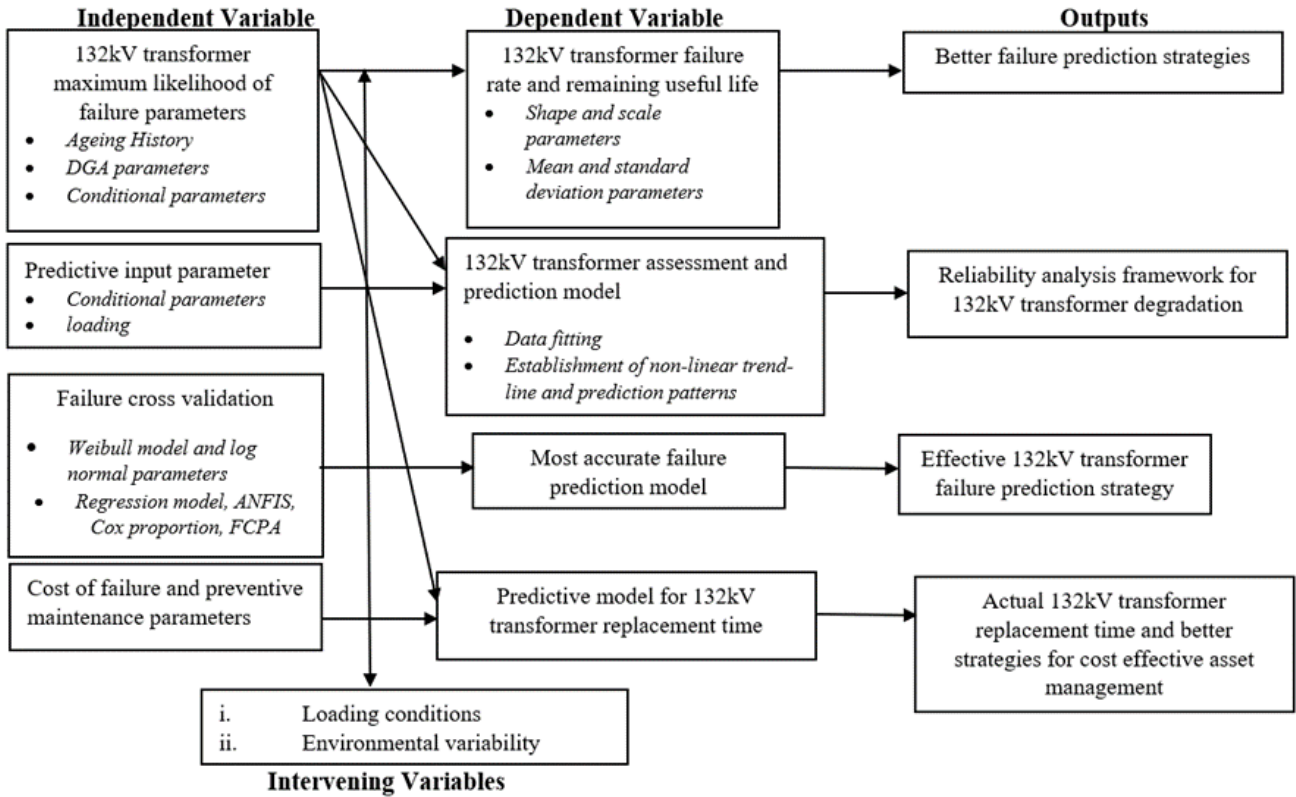 Independent Variable
132kV transformer
maximum likelihood of
failure parameters
• Ageing History
• DGA parameters
• Conditional parameters
Predictive input parameter
• Conditional parameters
• loading
Failure cross validation
• Weibull model and log
normal parameters
• Regression model, ANFIS,
Cox proportion, FCPA
Cost of failure and preventive
maintenance parameters
Dependent Variable
132kV transformer failure
rate and remaining useful life
• Shape and scale
parameters
• Mean and standard
deviation parameters
132kV transformer assessment and
prediction model
• Data fitting
• Establishment of non-linear trend-
line and prediction patterns
Most accurate failure
prediction model
Predictive model for 132kV
transformer replacement time
Outputs
Better failure prediction strategies
Reliability analysis framework for
132kV transformer degradation
Effective 132kV transformer
failure prediction strategy
Actual 132kV transformer
replacement time and better
strategies for cost effective asset
management
i. Loading conditions
ii. Environmental variability
Intervening Variables